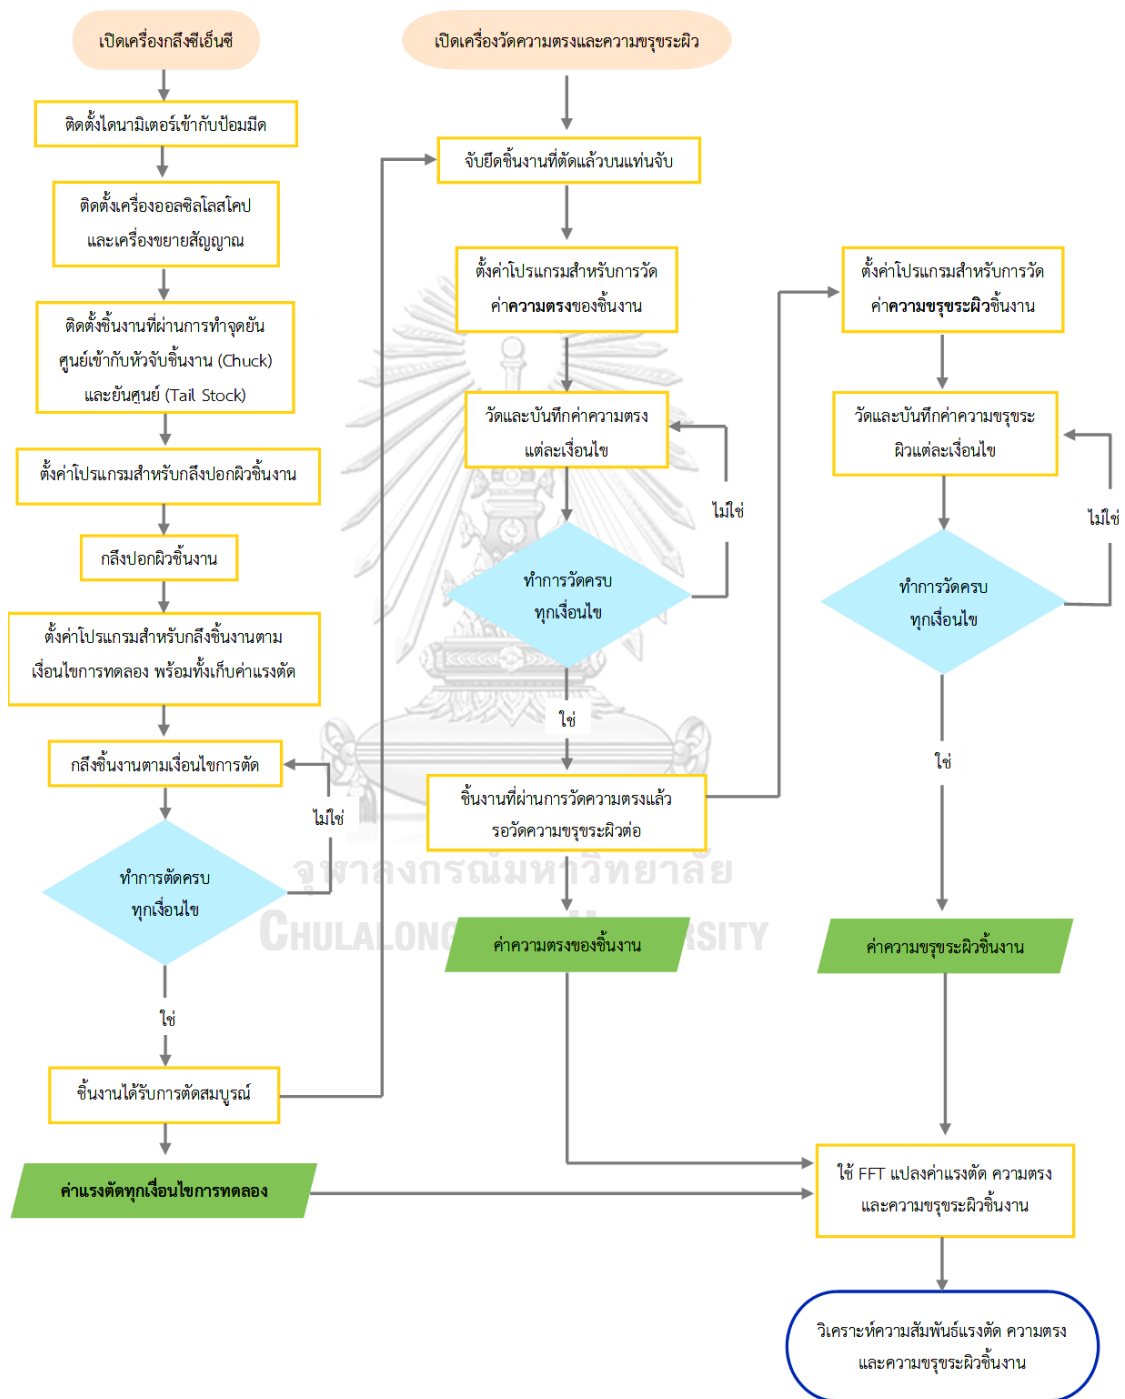 เปิดเครื่องกลึงซีเอ็นซี
ติดตั้งไดนามิเตอร์เข้ากับป้อมมีด
ติดตั้งเครื่องออลซิลโลสโคป
และเครื่องขยายสัญญาณ
ติดตั้งชิ้นงานที่ผ่านการทำจุดยัน
ศูนย์เข้ากับหัวจับชิ้นงาน (Chuck)
และยันศูนย์ (Tail Stock)
ตั้งค่าโปรแกรมสำหรับกลึงปอกผิวชิ้นงาน
กลึงปอกผิวชิ้นงาน
ตั้งค่าโปรแกรมสำหรับกลึงชิ้นงานตาม
เงื่อนไขการทดลอง พร้อมทั้งเก็บค่าแรงตัด
กลึงชิ้นงานตามเงื่อนไขการตัด
ไม่ใช่
ทำการตัดครบ
ทุกเงื่อนไข
ใช่
ชิ้นงานได้รับการตัดสมบูรณ์
ค่าแรงตัดทุกเงื่อนไขการทดลอง
เปิดเครื่องวัดความตรงและความขรุขระผิว
จับยึดชิ้นงานที่ตัดแล้วบนแท่นจับ
ตั้งค่าโปรแกรมสำหรับการวัด
ค่าความตรงของชิ้นงาน
วัดและบันทึกค่าความตรง
แต่ละเงื่อนไข
ไม่ใช่
ทำการวัดครบ
ทุกเงื่อนไข
ใช่
ชิ้นงานที่ผ่านการวัดความตรงแล้ว
รอวัดความขรุขระผิวต่อ
จุฬาลงกรณ์มหาวิทยาลัย
ค่าความตรงของชิ้นงาน
ตั้งค่าโปรแกรมสำหรับการวัด
ค่าความขรุขระผิวชิ้นงาน
วัดและบันทึกค่าความขรุขระ
ผิวแต่ละเงื่อนไข
ไม่ใช่
ทำการวัดครบ
ทุกเงื่อนไข
ใช่
ค่าความขรุขระผิวชิ้นงาน
ใช้ FFT แปลงค่าแรงตัด ความตรง
และความขรุขระผิวชิ้นงาน
วิเคราะห์ความสัมพันธ์แรงตัด ความตรง
และความขรุขระผิวชิ้นงาน